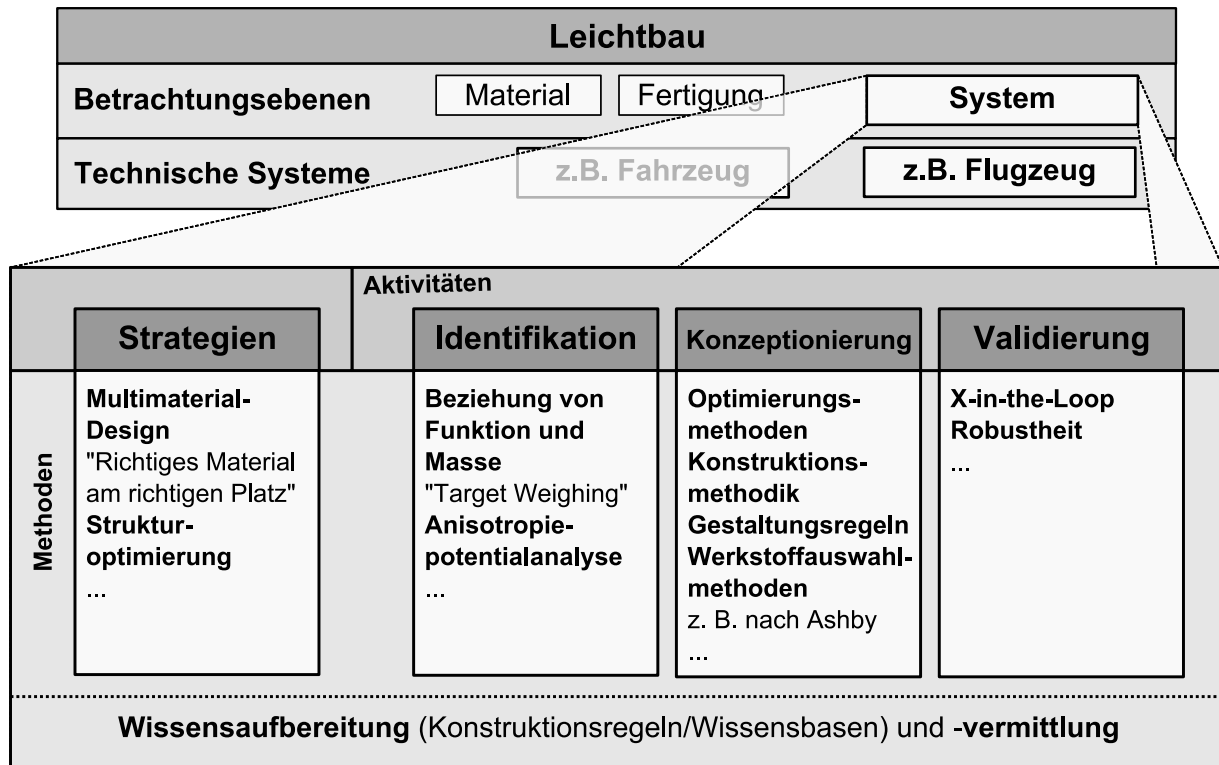 Leichtbau
Betrachtungsebenen
Material
Fertigung
System
Technische Systeme
z.B. Fahrzeug
z.B. Flugzeug
Aktivitäten
Strategien
Identifikation
Konzeptionierung
Validierung
Methoden
Multimaterial-
Design
"Richtiges Material
am richtigen Platz"
Struktur-
optimierung
...
Beziehung von
Funktion und
Masse
"Target Weighing"
Anisotropie-
potentialanalyse
...
Optimierungs-
methoden
Konstruktions-
methodik
Gestaltungsregeln
Werkstoffauswahl-
methoden
z. B. nach Ashby
...
X-in-the-Loop
Robustheit
...
Wissensaufbereitung (Konstruktionsregeln/Wissensbasen) und -vermittlung